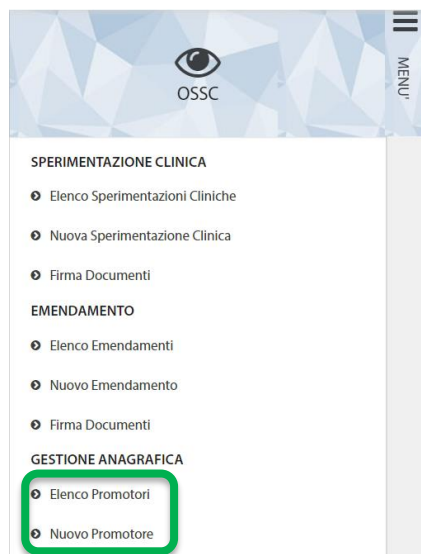 OSSC
MENU'
SPERIMENTAZIONE CLINICA
Elenco Sperimentazioni Cliniche
Nuova Sperimentazione Clinica
Firma Documenti
EMENDAMENTO
Elenco Emendamenti
Nuovo Emendamento
Firma Documenti
GESTIONE ANAGRAFICA
Elenco Promotori
Nuovo Promotore